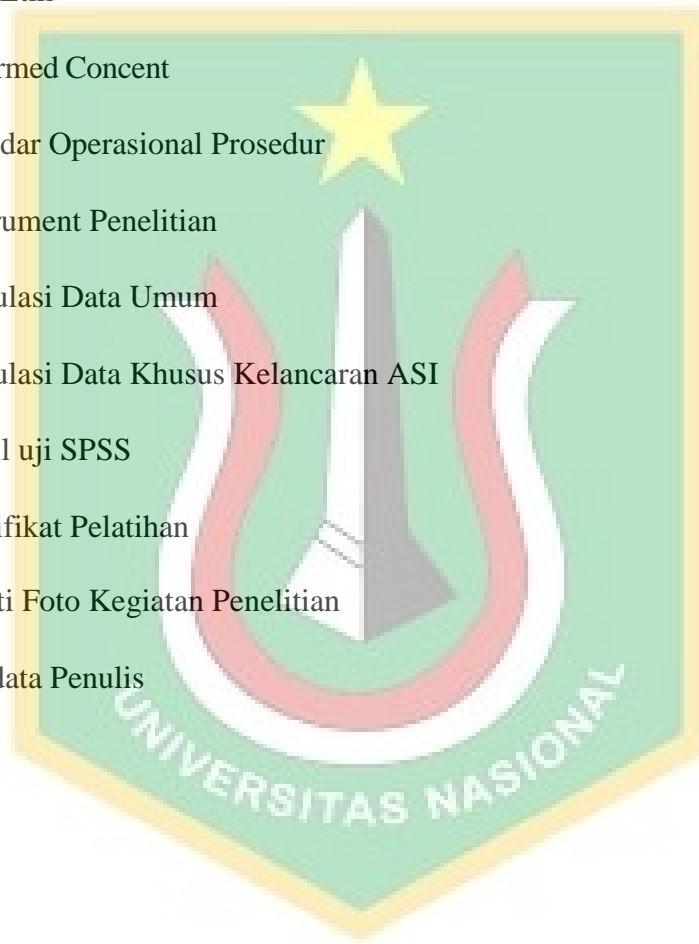 rmed Concent
dar Operasional Prosedur
rument Penelitian
ulasi Data Umum
ulasi Data Khusus Kelancaran ASI
l uji SPSS
ifikat Pelatihan
ti Foto Kegiatan Penelitian
data Penulis
UNIVERSITAS NASIONAL